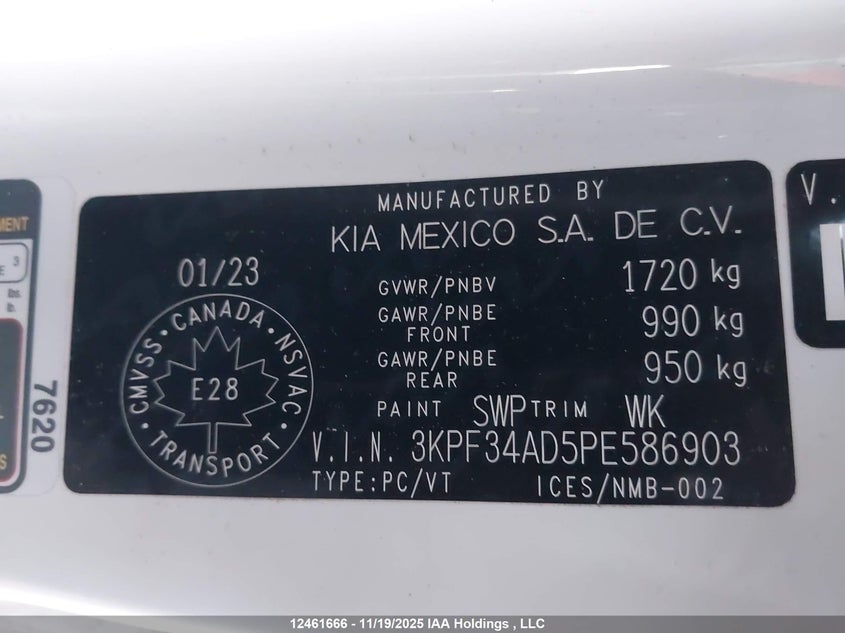 MANUFACTURED BY
KIA MEXICO S.A. DE C.V.
01/23
GVWR/PNBV 1720 kg
GAWR/PNBE FRONT 990 kg
GAWR/PNBE REAR 950 kg
PAINT SWP TRIM WK
V.I.N. 3KPF34AD5PE586903
TYPE:PC/VT ICES/NMB-002
CMVSS · CANADA · NSVAC · TRANSPORT ·
E28
7620
MENT
3
E
S
V.
12461666 - 11/19/2025 IAA Holdings , LLC